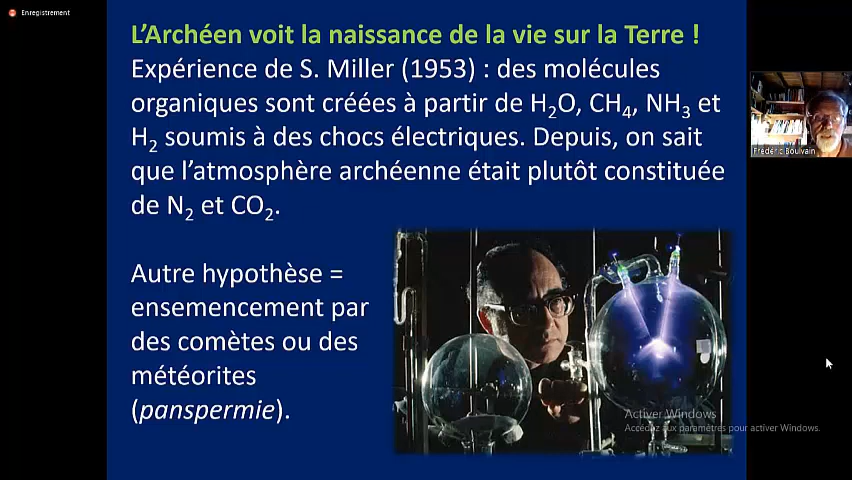 Enregistrement
L'Archéen voit la naissance de la vie sur la Terre !
Expérience de S. Miller (1953) : des molécules
organiques sont créées à partir de H₂O, CH₄, NH₃ et
H₂ soumis à des chocs électriques. Depuis, on sait
que l'atmosphère archéenne était plutôt constituée
de N₂ et CO₂.
Frédéric Boulvain
Autre hypothèse =
ensemencement par
des comètes ou des
météorites
(panspermie).
Activer Windows
Accédez aux paramètres pour activer Windows.